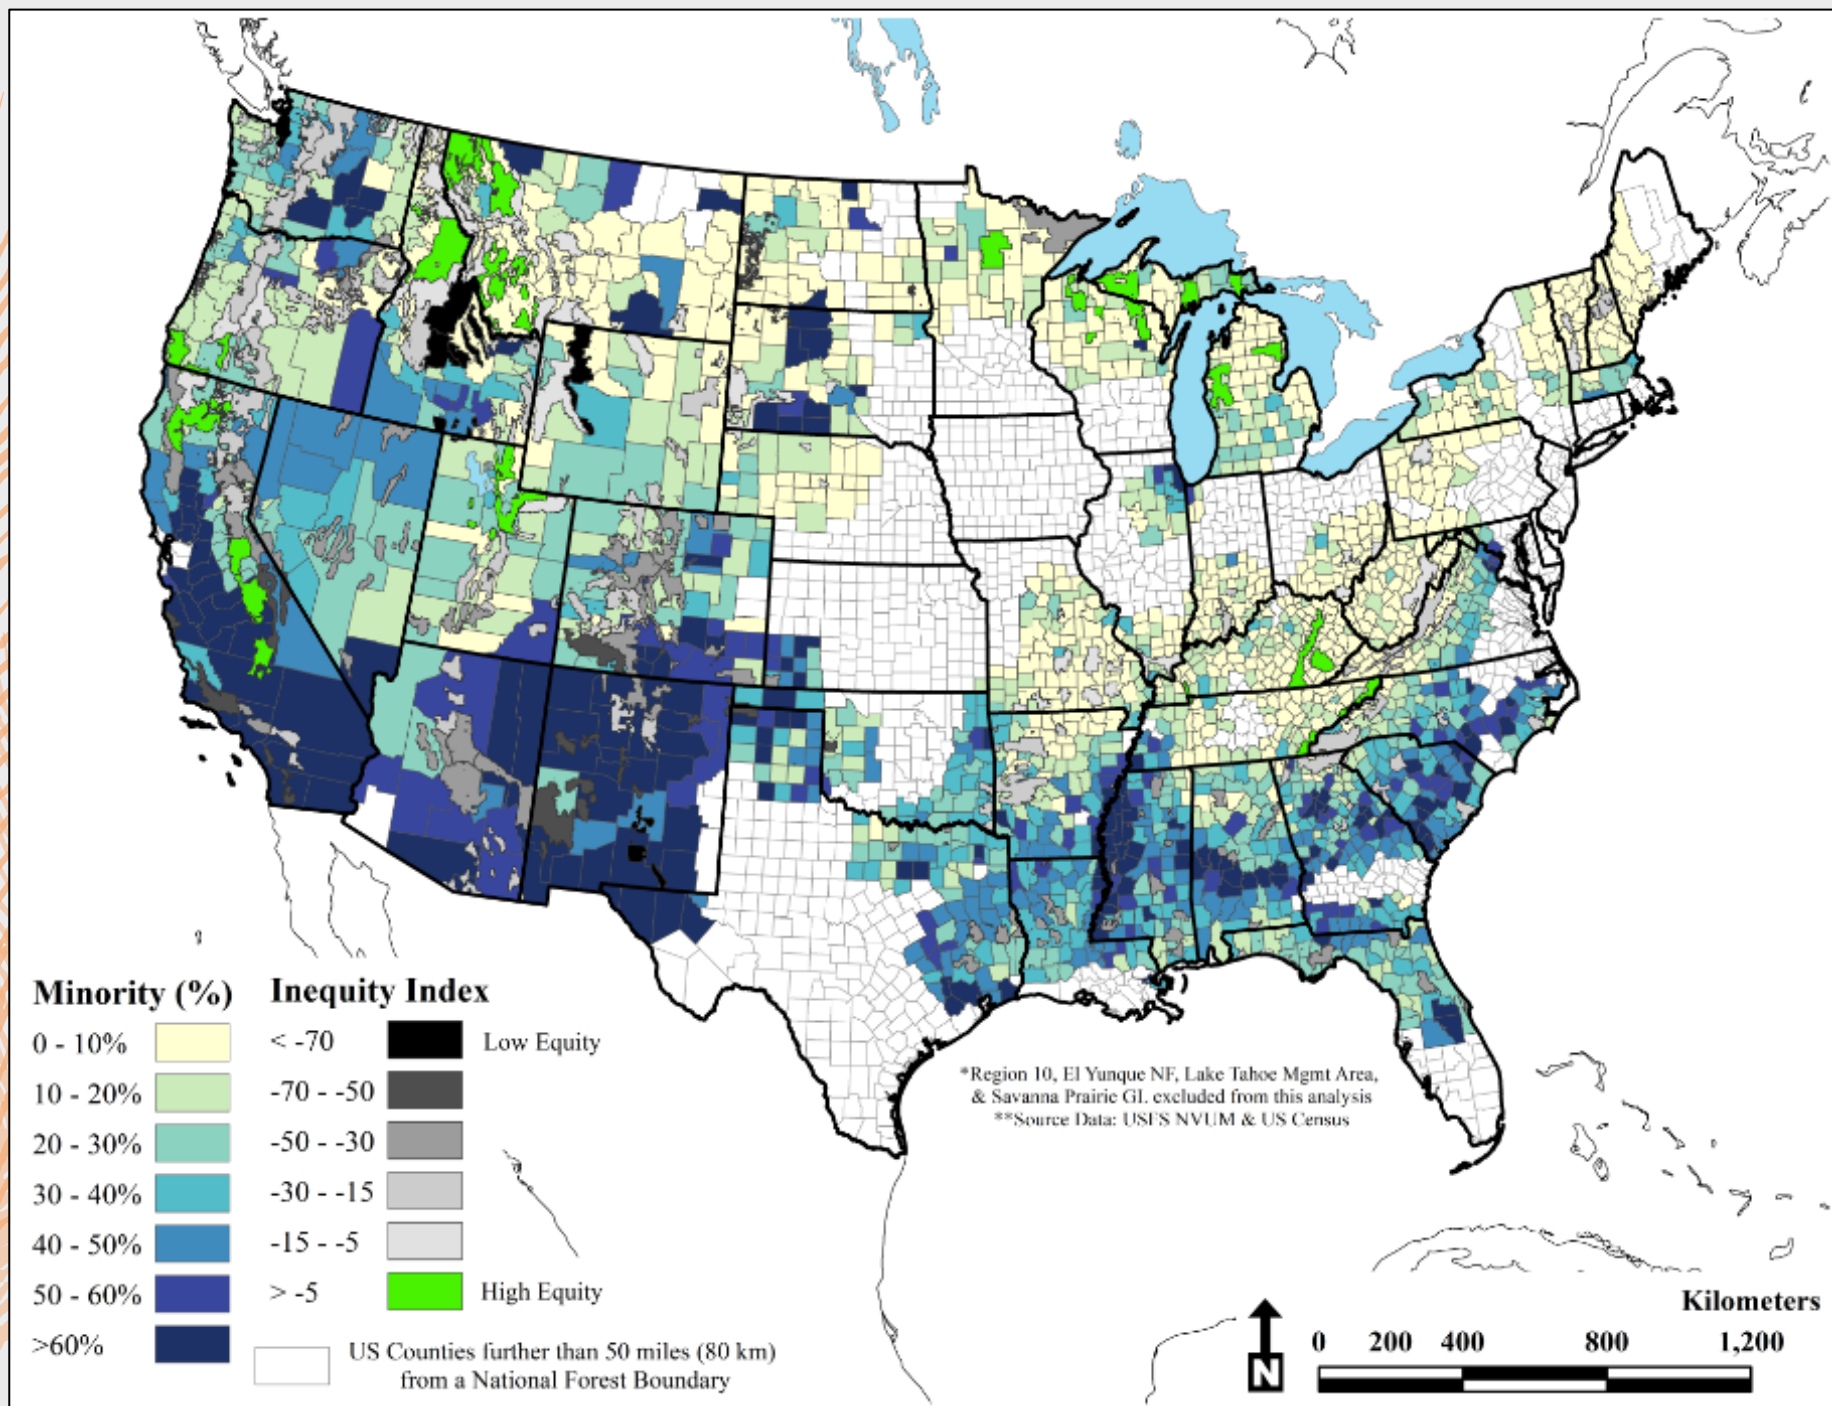 Minority (%)
0 - 10%
10 - 20%
20 - 30%
30 - 40%
40 - 50%
50 - 60%
>60%
Inequity Index
< -70
-70 - -50
-50 - -30
-30 - -15
-15 - -5
> -5
Low Equity
High Equity
US Counties further than 50 miles (80 km)
from a National Forest Boundary
*Region 10, El Yunque NF, Lake Tahoe Mgmt Area,
& Savanna Prairie GL excluded from this analysis
**Source Data: USFS NVUM & US Census
N
Kilometers
0 200 400 800 1,200